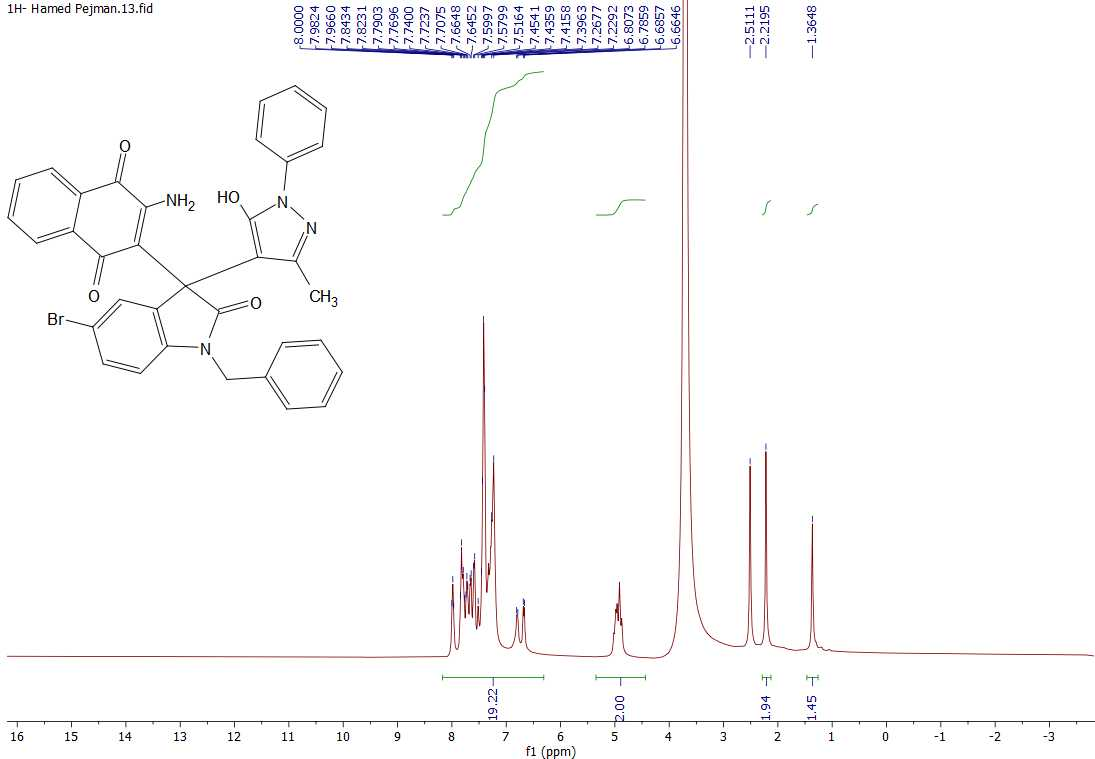 1H- Hamed Pejman.13.fid
8.0000
7.9824
7.9660
7.8434
7.8231
7.7903
7.7696
7.7400
7.7237
7.7075
7.6648
7.6452
7.5997
7.5799
7.5164
7.4541
7.4359
7.4158
7.3963
7.2677
7.2292
6.8073
6.7859
6.6857
6.6646
2.5111
2.2195
1.3648
O
NH2
HO
N
N
O
CH3
O
Br
N
19.22
2.00
1.94
1.45
16 15 14 13 12 11 10 9 8 7 6 5 4 3 2 1 0 -1 -2 -3
f1 (ppm)